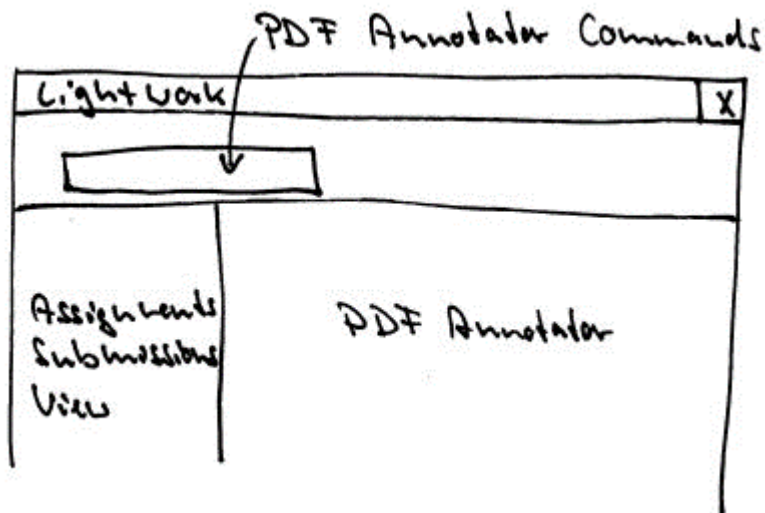 PDF Annotator Commands
LightWork
X
Assignments
Submissions
View
PDF Annotator